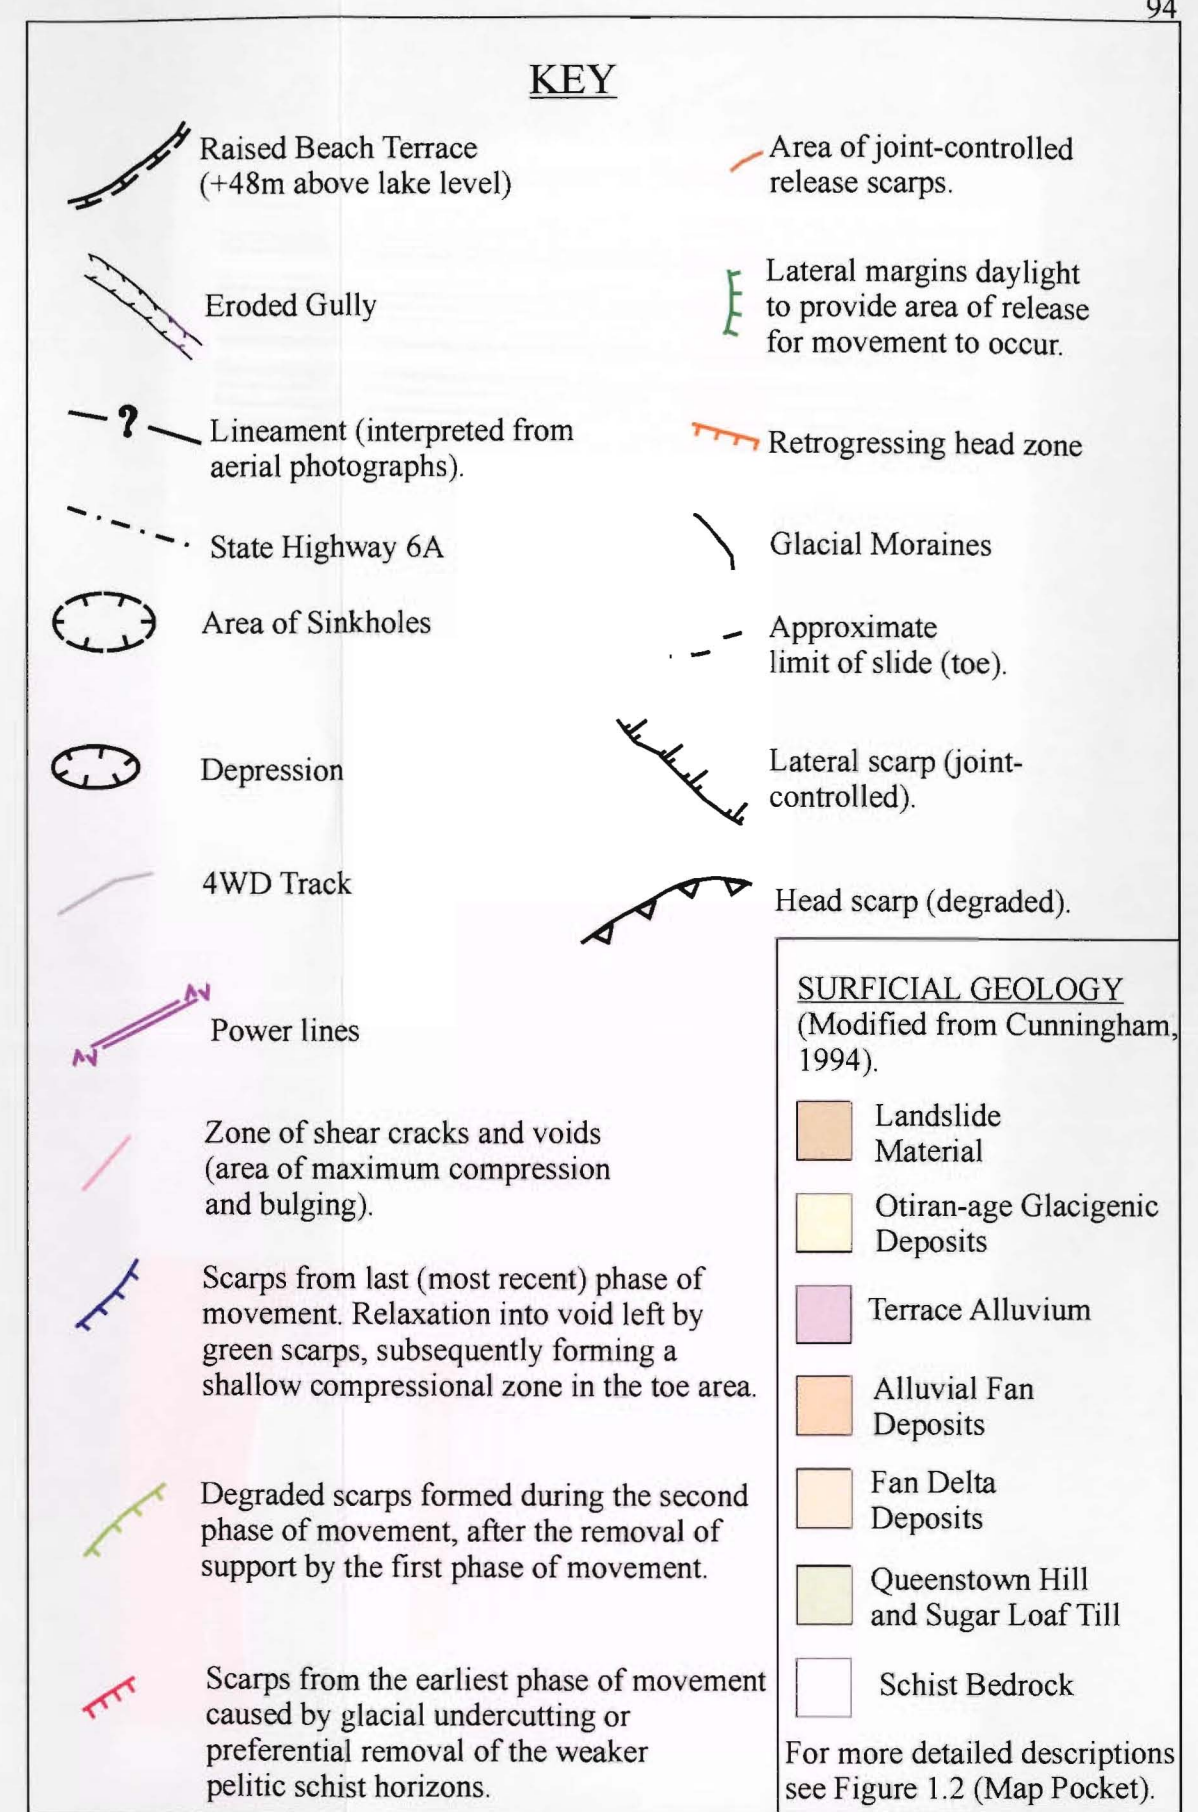 94
KEY
Raised Beach Terrace
(+48m above lake level)
Eroded Gully
?
Lineament (interpreted from
aerial photographs).
State Highway 6A
Area of Sinkholes
Depression
4WD Track
Power lines
Zone of shear cracks and voids
(area of maximum compression
and bulging).
Scarps from last (most recent) phase of
movement. Relaxation into void left by
green scarps, subsequently forming a
shallow compressional zone in the toe area.
Degraded scarps formed during the second
phase of movement, after the removal of
support by the first phase of movement.
Scarps from the earliest phase of movement
caused by glacial undercutting or
preferential removal of the weaker
pelitic schist horizons.
Area of joint-controlled
release scarps.
Lateral margins daylight
to provide area of release
for movement to occur.
Retrogressing head zone
Glacial Moraines
Approximate
limit of slide (toe).
Lateral scarp (joint-
controlled).
Head scarp (degraded).
SURFICIAL GEOLOGY
(Modified from Cunningham,
1994).
Landslide
Material
Otiran-age Glacigenic
Deposits
Terrace Alluvium
Alluvial Fan
Deposits
Fan Delta
Deposits
Queenstown Hill
and Sugar Loaf Till
Schist Bedrock
For more detailed descriptions
see Figure 1.2 (Map Pocket).